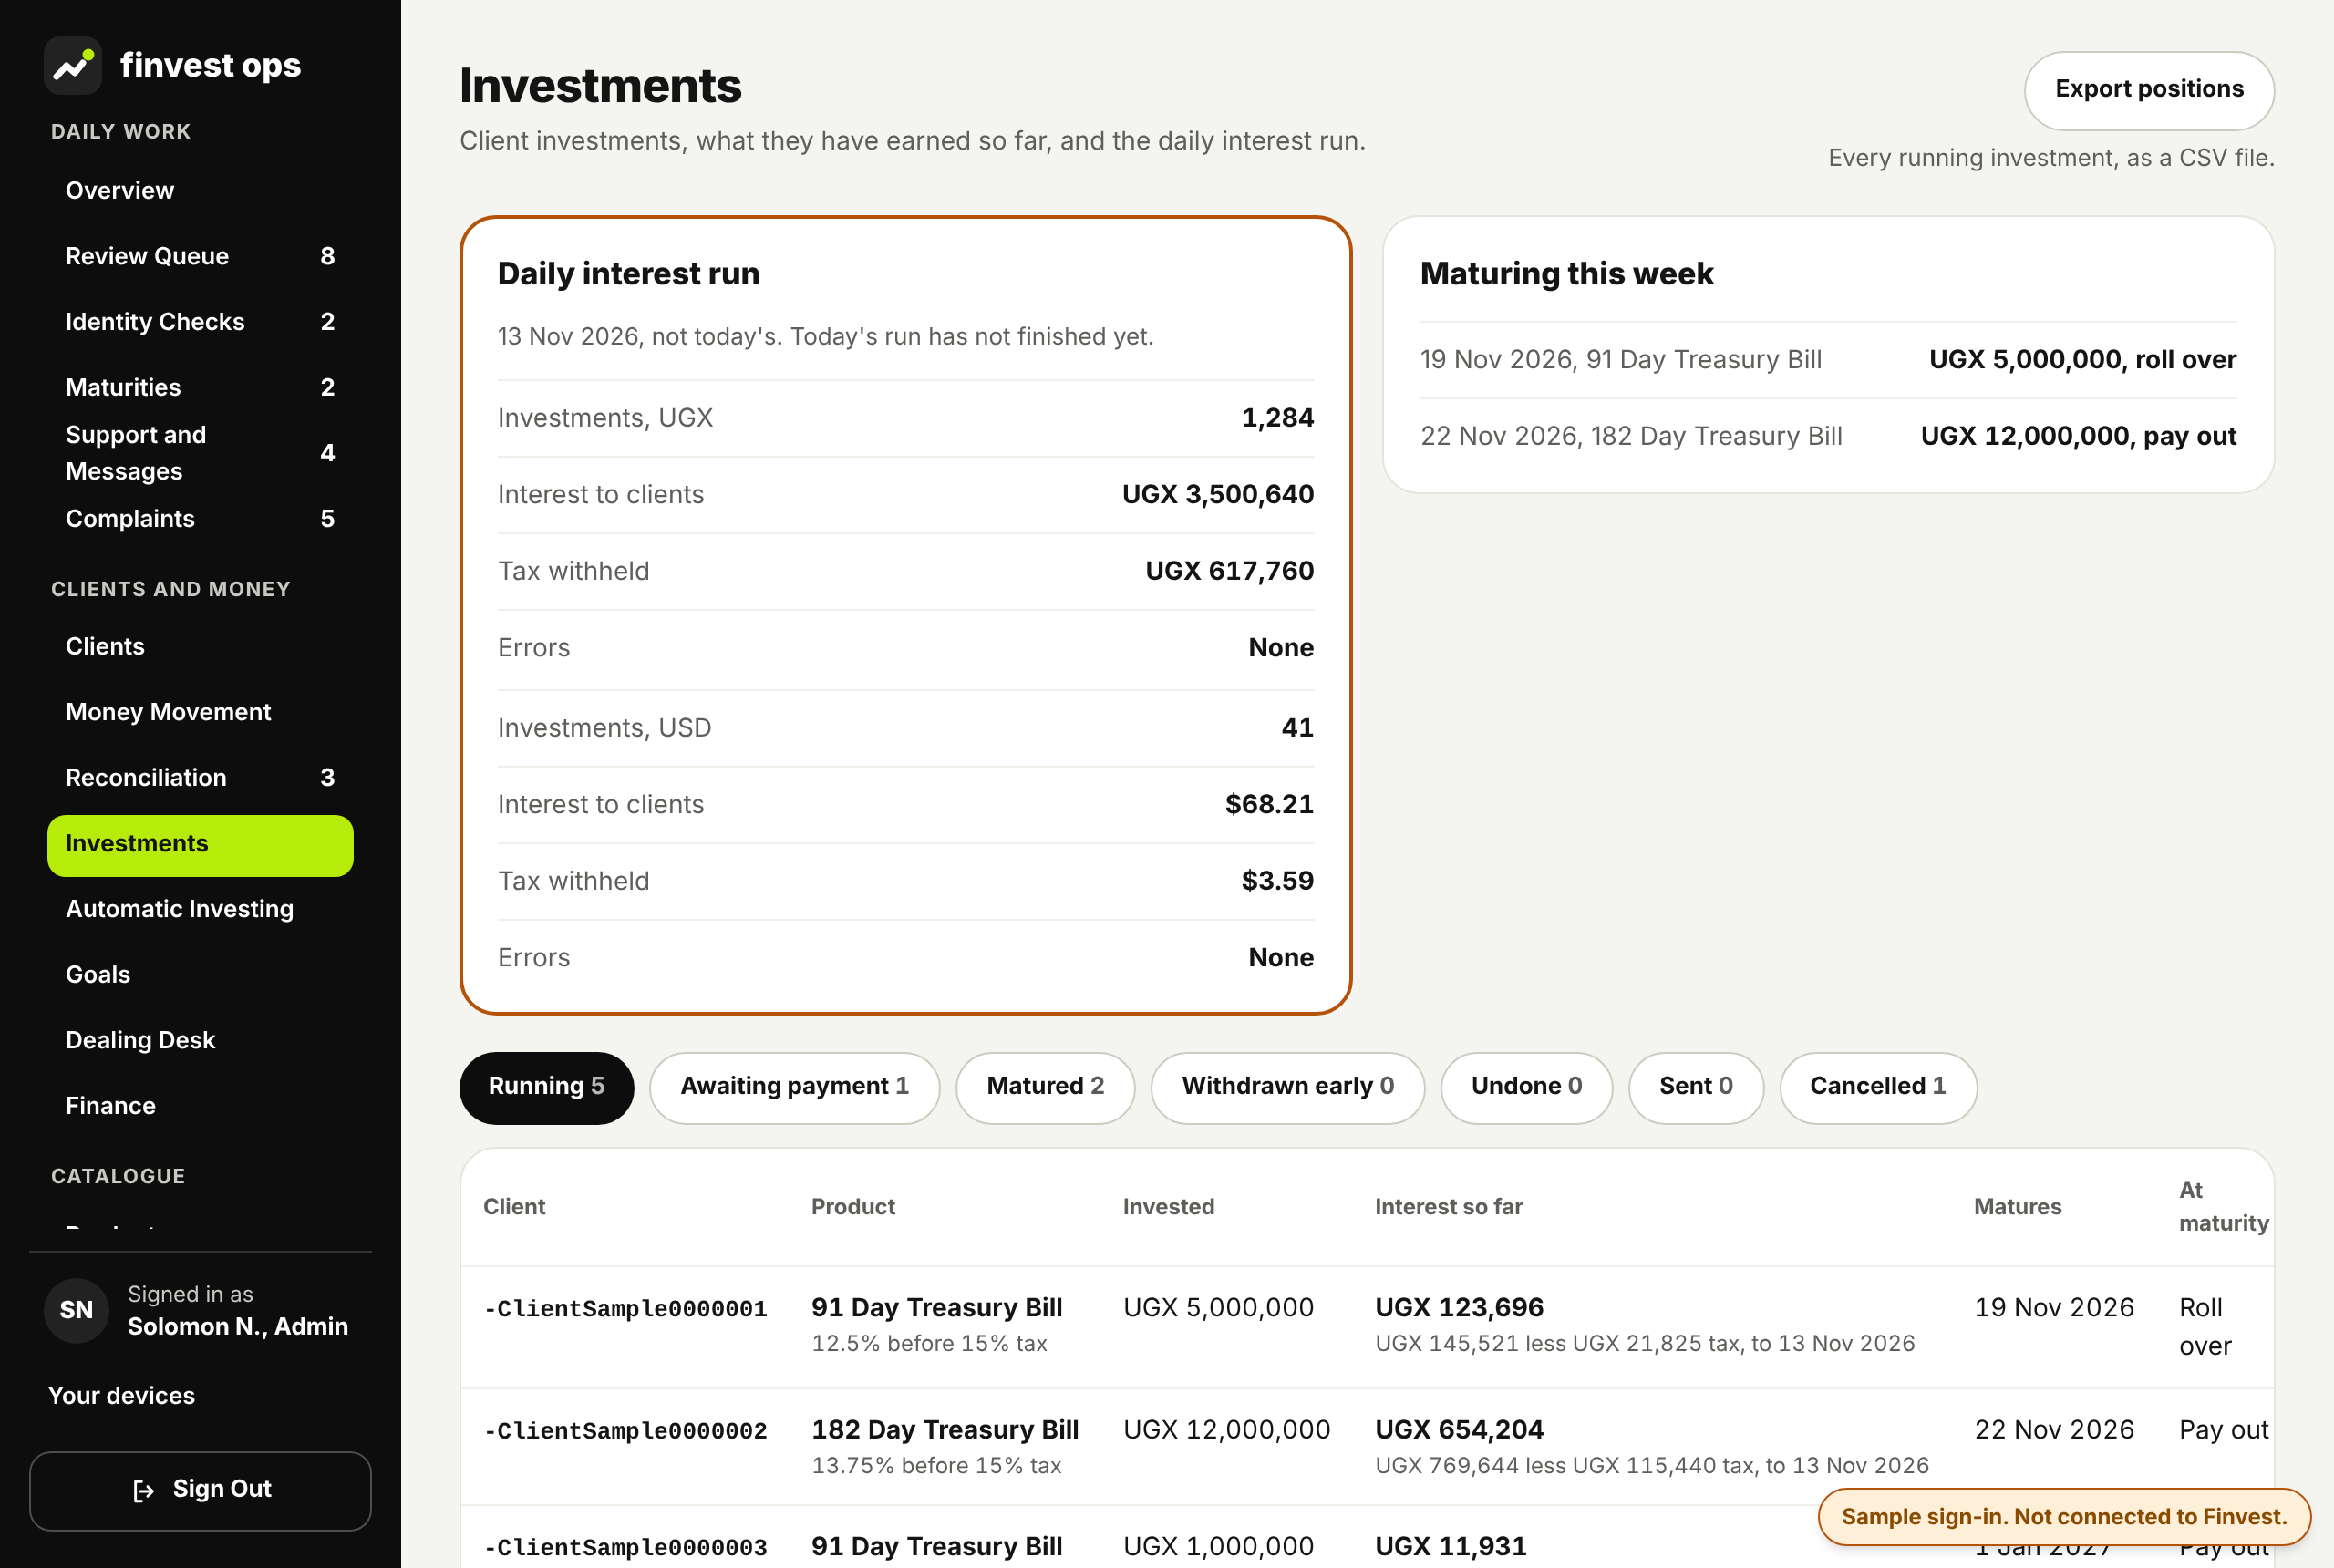 finvest ops
DAILY WORK
Overview
Review Queue 8
Identity Checks 2
Maturities 2
Support and
Messages 4
Complaints 5
CLIENTS AND MONEY
Clients
Money Movement
Reconciliation 3
Investments
Automatic Investing
Goals
Dealing Desk
Finance
CATALOGUE
SN
Signed in as
Solomon N., Admin
Your devices
Sign Out
Investments
Client investments, what they have earned so far, and the daily interest run.
Export positions
Every running investment, as a CSV file.
Daily interest run
13 Nov 2026, not today's. Today's run has not finished yet.
Investments, UGX 1,284
Interest to clients UGX 3,500,640
Tax withheld UGX 617,760
Errors None
Investments, USD 41
Interest to clients $68.21
Tax withheld $3.59
Errors None
Maturing this week
19 Nov 2026, 91 Day Treasury Bill UGX 5,000,000, roll over
22 Nov 2026, 182 Day Treasury Bill UGX 12,000,000, pay out
Running 5 Awaiting payment 1 Matured 2 Withdrawn early 0 Undone 0 Sent 0 Cancelled 1
Client Product Invested Interest so far Matures At maturity
-ClientSample0000001 91 Day Treasury Bill UGX 5,000,000 UGX 123,696 19 Nov 2026 Roll over
12.5% before 15% tax UGX 145,521 less UGX 21,825 tax, to 13 Nov 2026
-ClientSample0000002 182 Day Treasury Bill UGX 12,000,000 UGX 654,204 22 Nov 2026 Pay out
13.75% before 15% tax UGX 769,644 less UGX 115,440 tax, to 13 Nov 2026
-ClientSample0000003 91 Day Treasury Bill UGX 1,000,000 UGX 11,931 1 Jan 2027 Pay out
Sample sign-in. Not connected to Finvest.